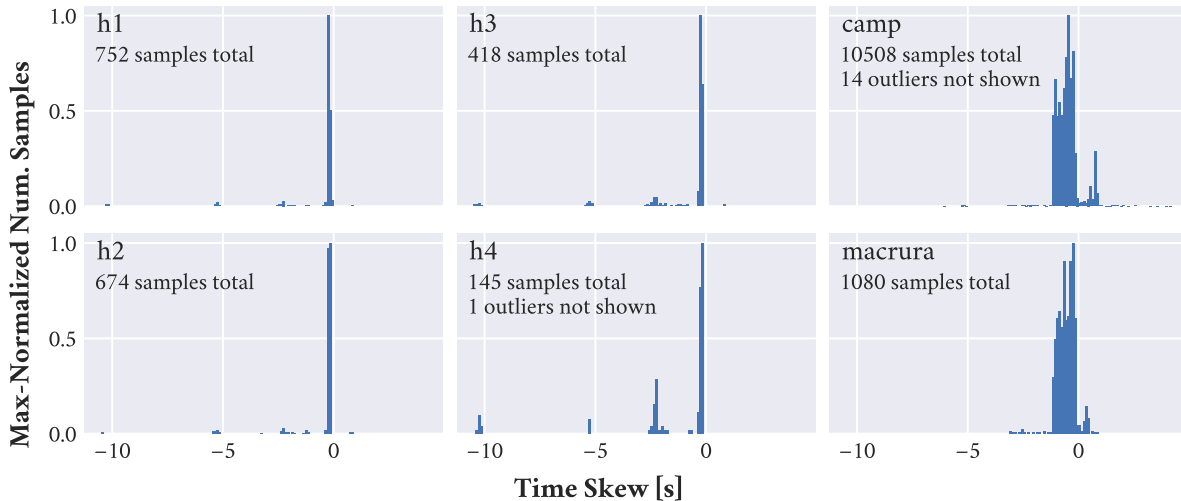 Max-Normalized Num. Samples
1.0
0.5
0.0
h1
752 samples total
h3
418 samples total
camp
10508 samples total
14 outliers not shown
1.0
0.5
0.0
h2
674 samples total
h4
145 samples total
1 outliers not shown
macrura
1080 samples total
−10 −5 0
−10 −5 0
−10 −5 0
Time Skew [s]